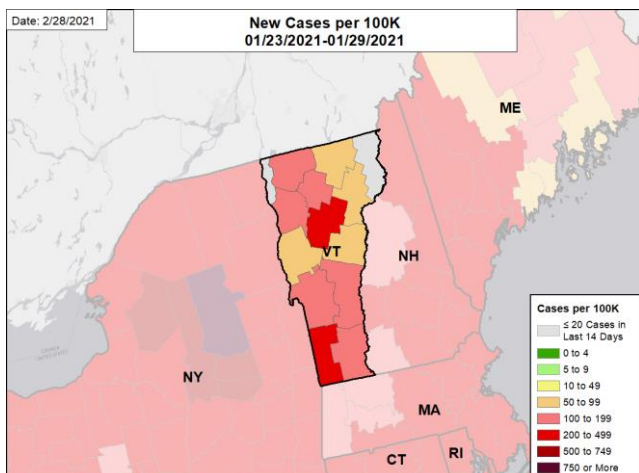 Date: 2/28/2021
New Cases per 100K
01/23/2021-01/29/2021
ME
VT
NH
NY
MA
CT
RI
Cases per 100K
≤ 20 Cases in
Last 14 Days
0 to 4
5 to 9
10 to 49
50 to 99
100 to 199
200 to 499
500 to 749
750 or More